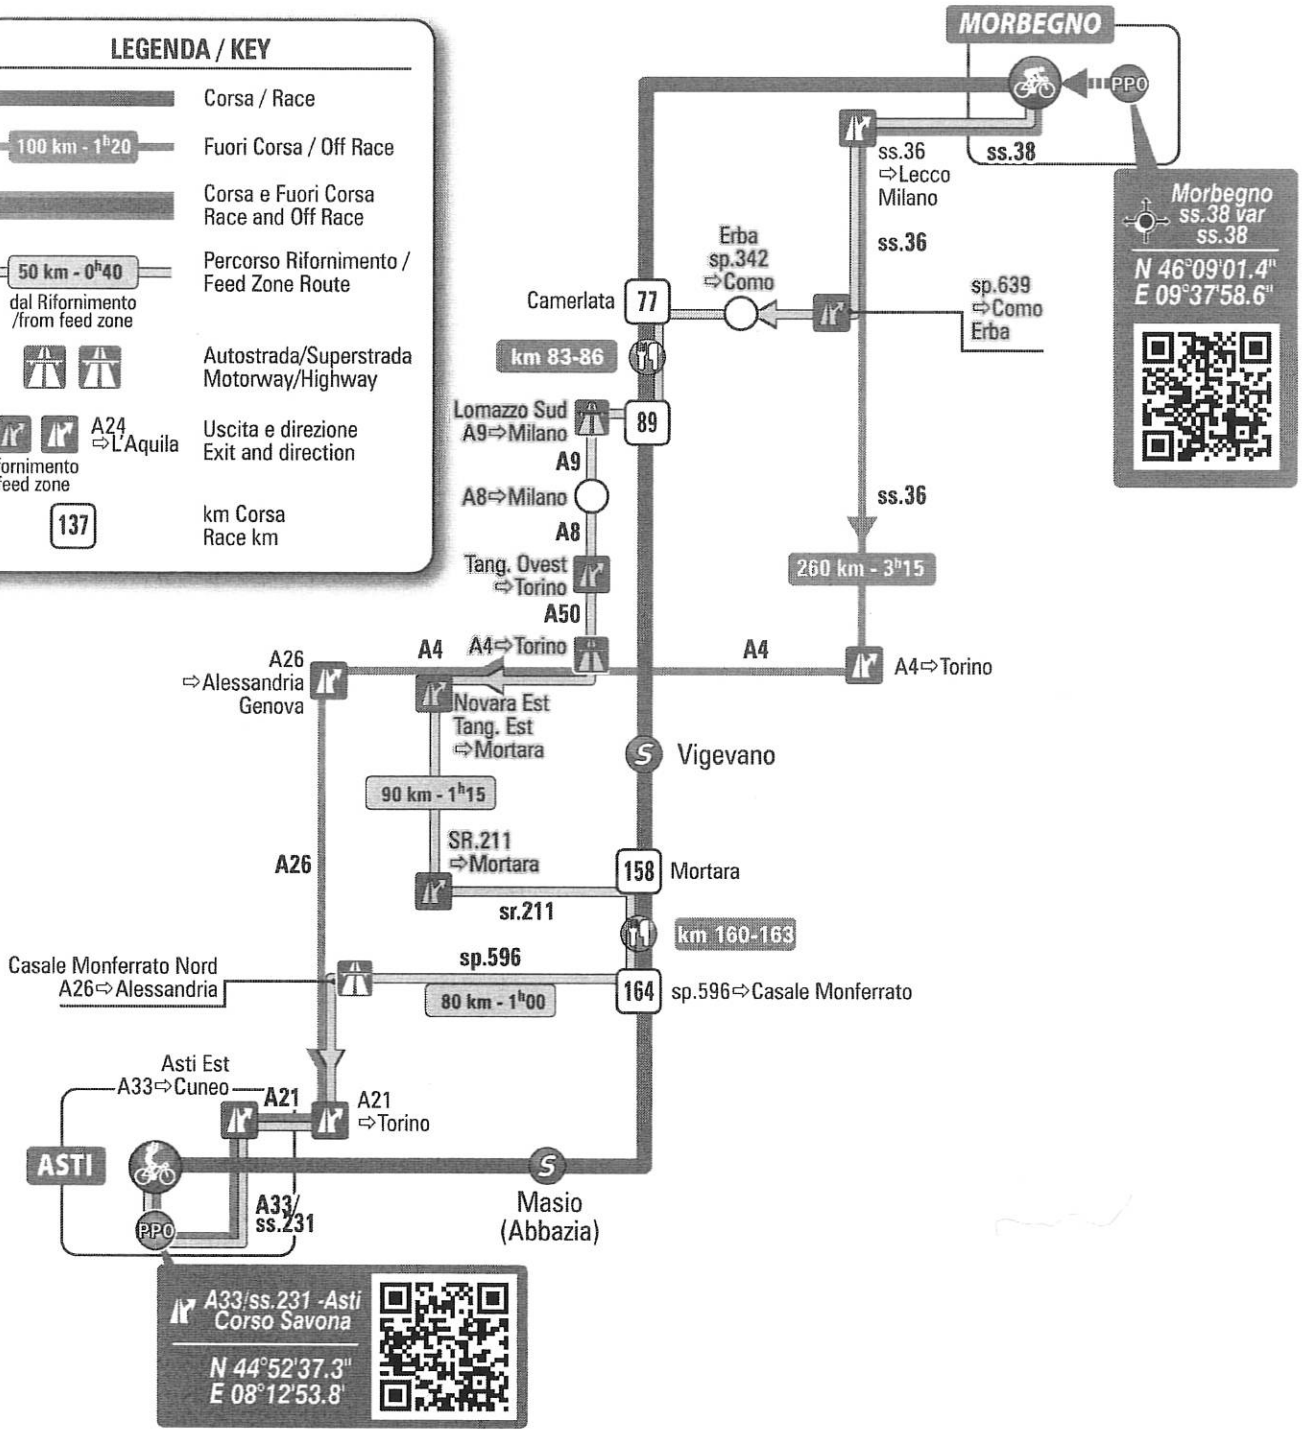 LEGENDA / KEY
Corsa / Race
100 km - 1h20
Fuori Corsa / Off Race
Corsa e Fuori Corsa
Race and Off Race
50 km - 0h40
dal Rifornimento
/from feed zone
Percorso Rifornimento /
Feed Zone Route
Autostrada/Superstrada
Motorway/Highway
A24
⇨L'Aquila
Uscita e direzione
Exit and direction
fornimento
feed zone
137
km Corsa
Race km
MORBEGNO
PPO
ss.38
ss.36
⇨Lecco
Milano
ss.36
Morbegno
ss.38 var
ss.38
N 46°09'01.4"
E 09°37'58.6"
Erba
sp.342
⇨Como
sp.639
⇨Como
Erba
Camerlata
77
km 83-86
Lomazzo Sud
A9⇨Milano
89
A9
A8⇨Milano
A8
ss.36
Tang. Ovest
⇨Torino
260 km - 3h15
A50
A4⇨Torino
A4
A4
A4⇨Torino
A26
⇨Alessandria
Genova
Novara Est
Tang. Est
⇨Mortara
S
Vigevano
90 km - 1h15
SR.211
⇨Mortara
A26
158
Mortara
sr.211
km 160-163
sp.596
Casale Monferrato Nord
A26⇨Alessandria
80 km - 1h00
164
sp.596⇨Casale Monferrato
Asti Est
A33⇨Cuneo
A21
A21
⇨Torino
ASTI
S
Masio
(Abbazia)
A33/
ss.231
PPO
A33/ss.231 -Asti
Corso Savona
N 44°52'37.3"
E 08°12'53.8'